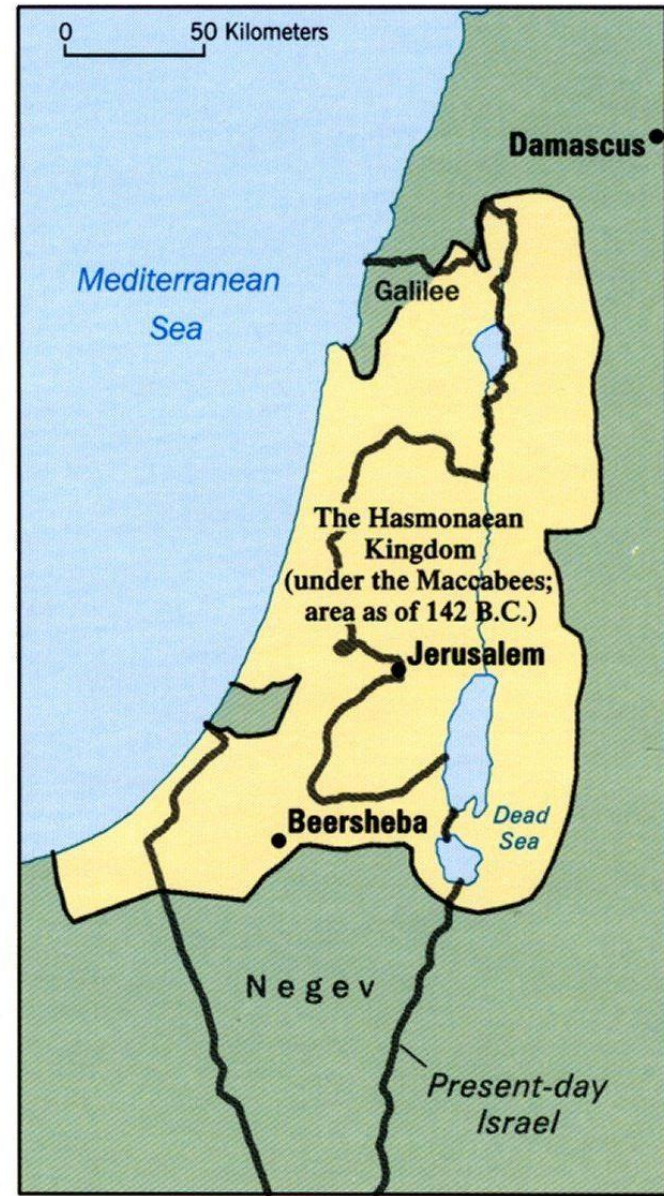 0 50 Kilometers
Damascus
Mediterranean
Sea
Galilee
The Hasmonaean
Kingdom
(under the Maccabees;
area as of 142 B.C.)
Jerusalem
Dead
Sea
Beersheba
Negev
Present-day
Israel